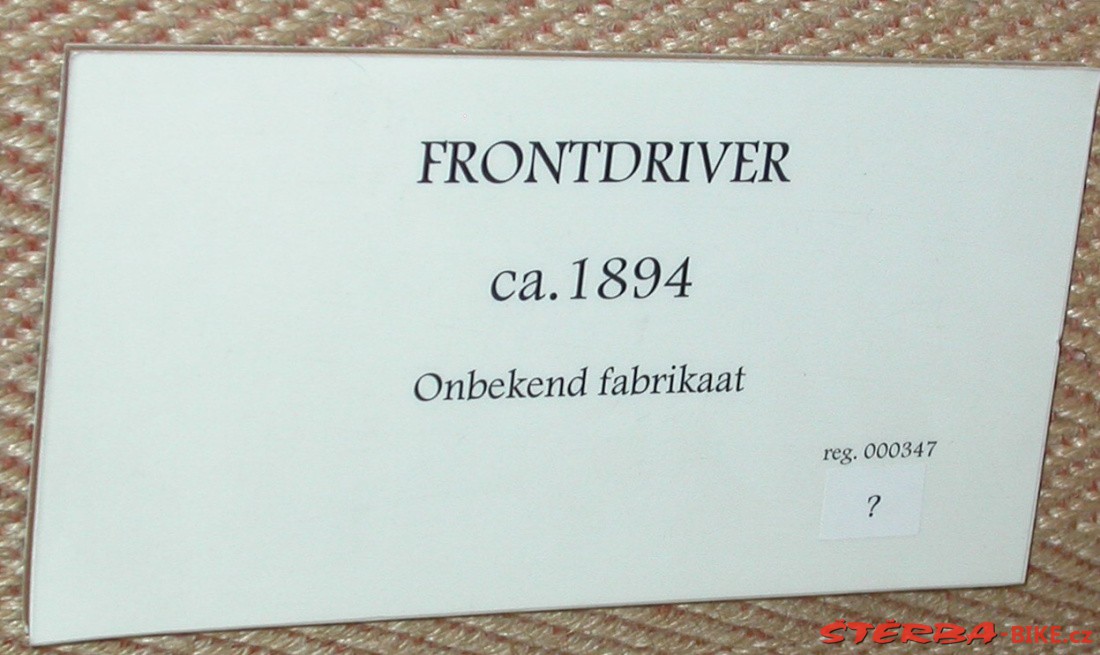 FRONTDRIVER
ca.1894
Onbekend fabrikaat
reg. 000347
?
STERBA-BIKE.cz